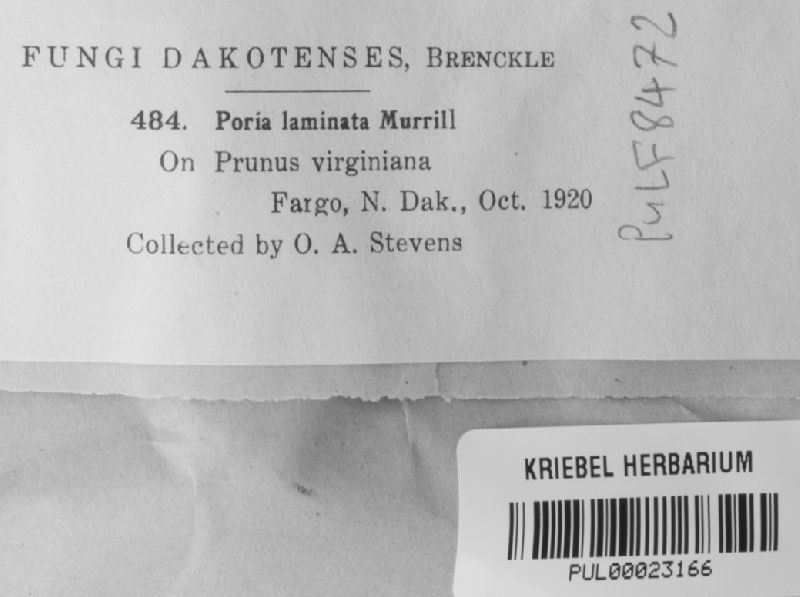 FUNGI DAKOTENSES, BRENCKLE
484. Poria laminata Murrill
On Prunus virginiana
Fargo, N. Dak., Oct. 1920
Collected by O. A. Stevens
PuLF8472
KRIEBEL HERBARIUM
PUL00023166